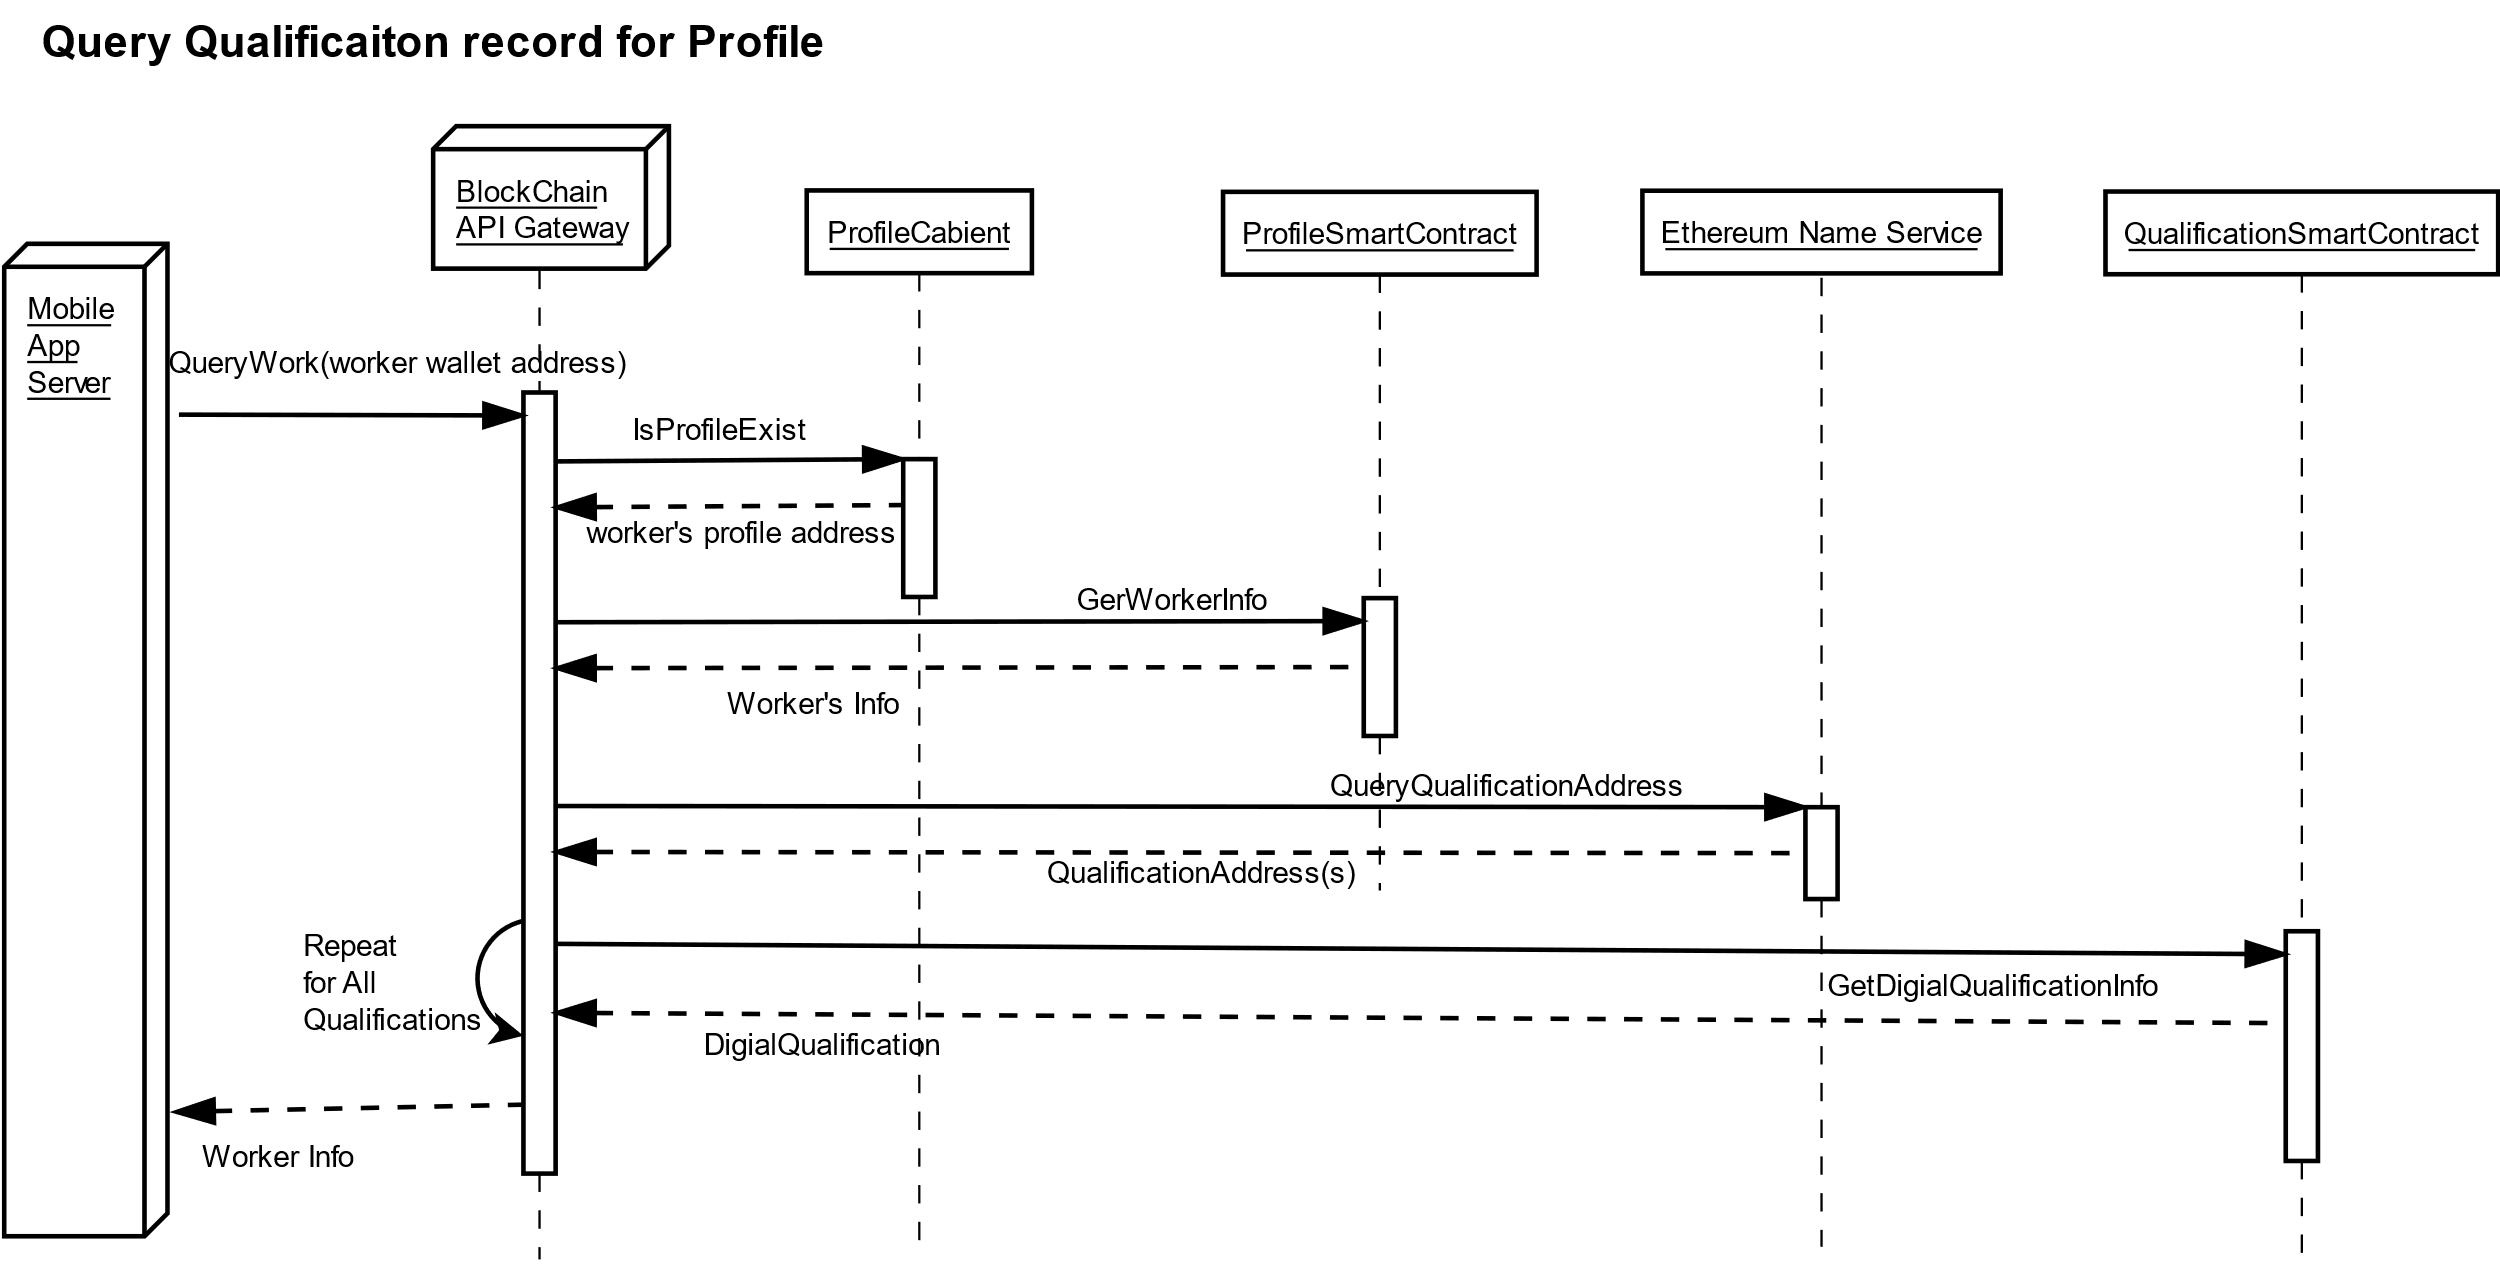 Query Qualificaiton record for Profile
BlockChain
API Gateway
ProfileCabient
ProfileSmartContract
Ethereum Name Service
QualificationSmartContract
Mobile
App
Server
QueryWork(worker wallet address)
IsProfileExist
worker's profile address
GerWorkerInfo
Worker's Info
QueryQualificationAddress
QualificationAddress(s)
Repeat
for All
Qualifications
GetDigialQualificationInfo
DigialQualification
Worker Info